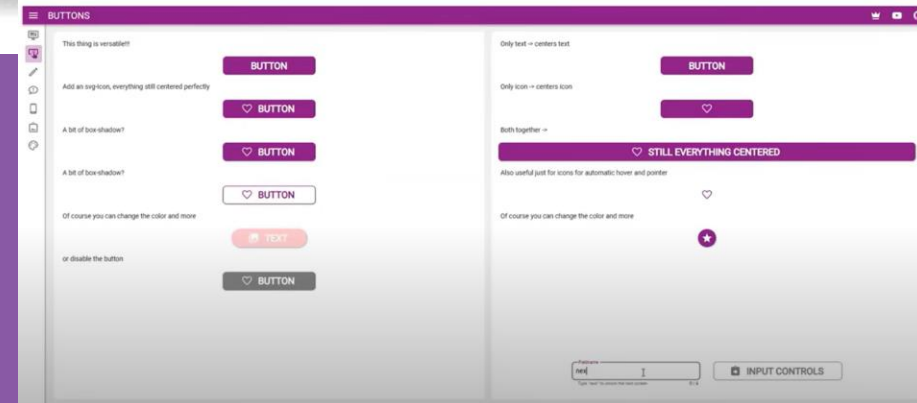 BUTTONS
This thing is versable!!!
BUTTON
Add an svg-icon, everything still centered perfectly
BUTTON
A bit of box-shadow?
BUTTON
A bit of box-shadow?
BUTTON
Of course you can change the color and more
TEXT
or disable the button
BUTTON
Only text -> centers text
BUTTON
Only icon -> centers icon
Both together ->
STILL EVERYTHING CENTERED
Also useful just for icons for automatic hover and pointer
Of course you can change the color and more
Fieldname
nex
INPUT CONTROLS